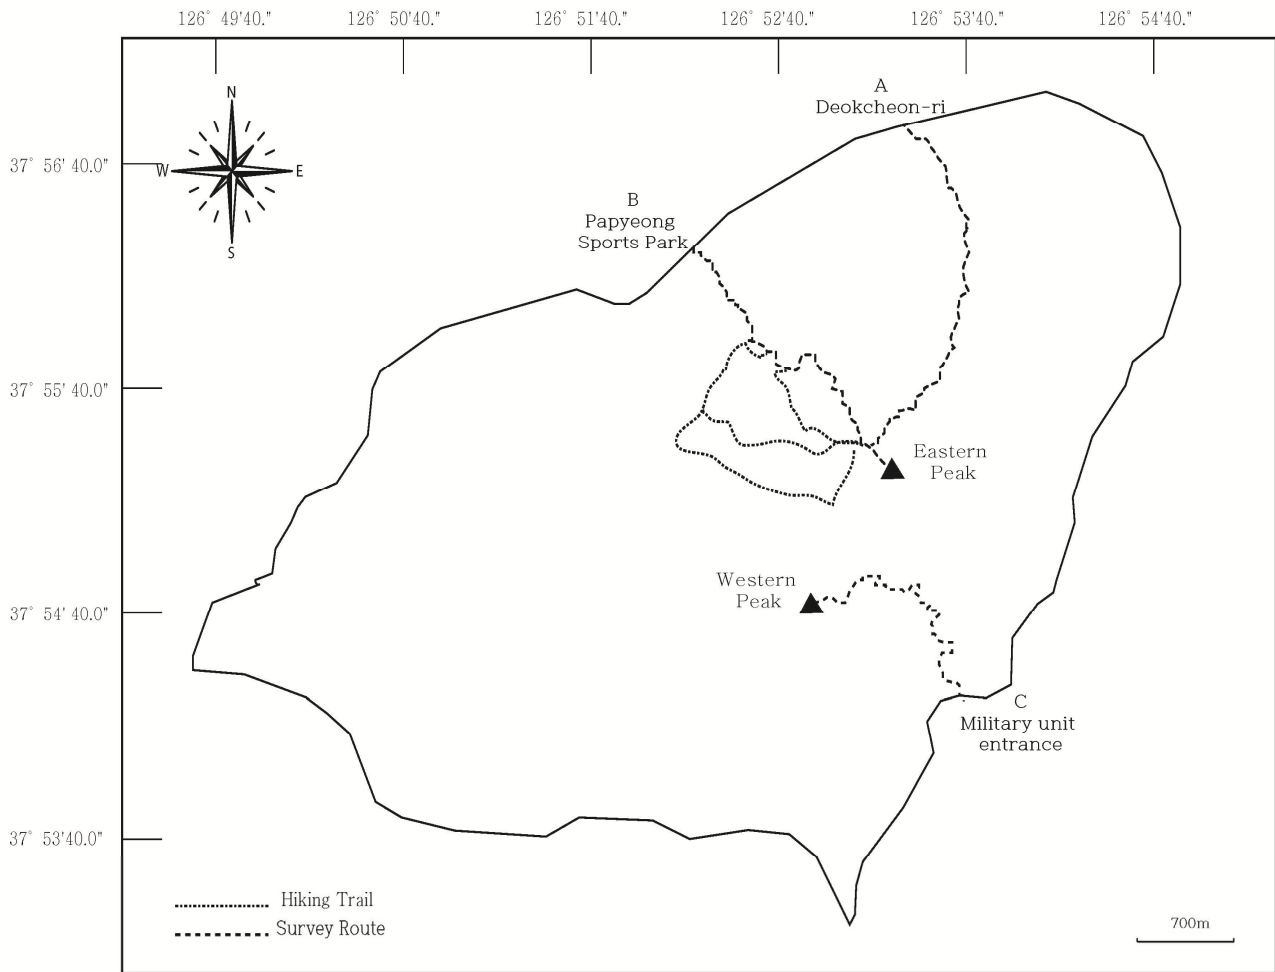 126° 49'40." 126° 50'40." 126° 51'40." 126° 52'40." 126° 53'40." 126° 54'40."
A
Deokcheon-ri
N
37° 56' 40.0"
W E
B
Papyeong
Sports Park
S
37° 55'40.0"
Eastern
Peak
Western
Peak
37° 54'40.0"
C
Military unit
entrance
37° 53'40.0"
Hiking Trail
Survey Route
700m